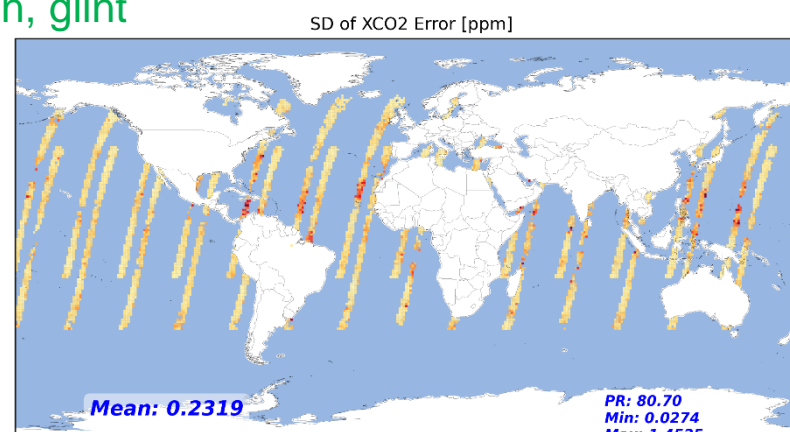 glint
SD of XCO2 Error [ppm]
Mean: 0.2319
PR: 80.70
Min: 0.0274